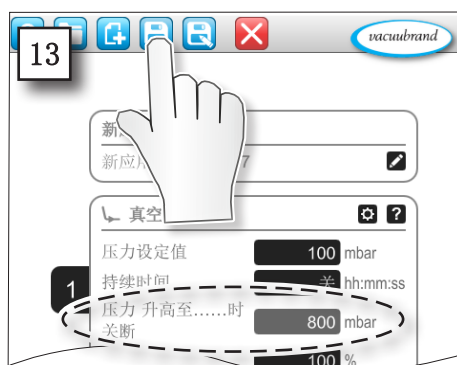 13
vacuubrand
新
新应 7
真空
压力设定值 100 mbar
持续时间 关 hh:mm:ss
1
压力 升高至……时
关断 800 mbar
100 %